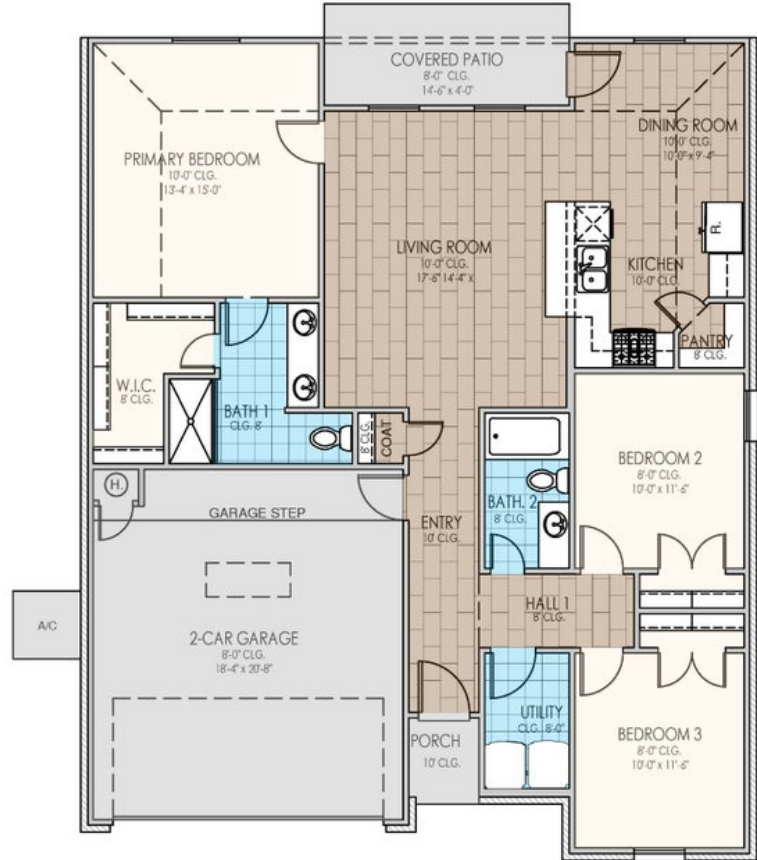 COVERED PATIO
8'-0" CLG.
14'-6" x 4'-0"
PRIMARY BEDROOM
10'-0" CLG.
13'-4" x 15'-0"
DINING ROOM
10'-0" CLG.
10'-0" x 9'-4"
LIVING ROOM
10'-0" CLG.
17'-6" 14'-4" x
R.
KITCHEN
10'-0" CLG.
PANTRY
8' CLG.
W.I.C.
8' CLG.
BATH 1
CLG. 8'
8' CLG.
COAT
BEDROOM 2
8'-0" CLG.
10'-0" x 11'-6"
BATH. 2
8' CLG.
H.
GARAGE STEP
ENTRY
10' CLG.
HALL 1
8' CLG.
A/C
2-CAR GARAGE
8'-0" CLG.
18'-4" x 20'-8"
UTILITY
CLG. 8'-0"
PORCH
10' CLG.
BEDROOM 3
8'-0" CLG.
10'-0" x 11'-6"